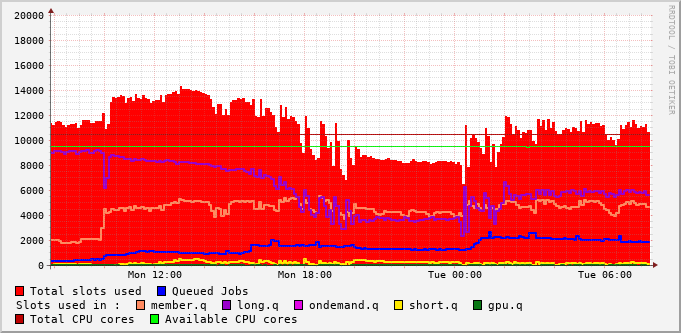 20000
18000
16000
14000
12000
10000
8000
6000
4000
2000
0
Mon 12:00 Mon 18:00 Tue 00:00 Tue 06:00
RRDTOOL / TOBI OETIKER
Total slots used Queued Jobs
Slots used in : member.q long.q ondemand.q short.q gpu.q
Total CPU cores Available CPU cores